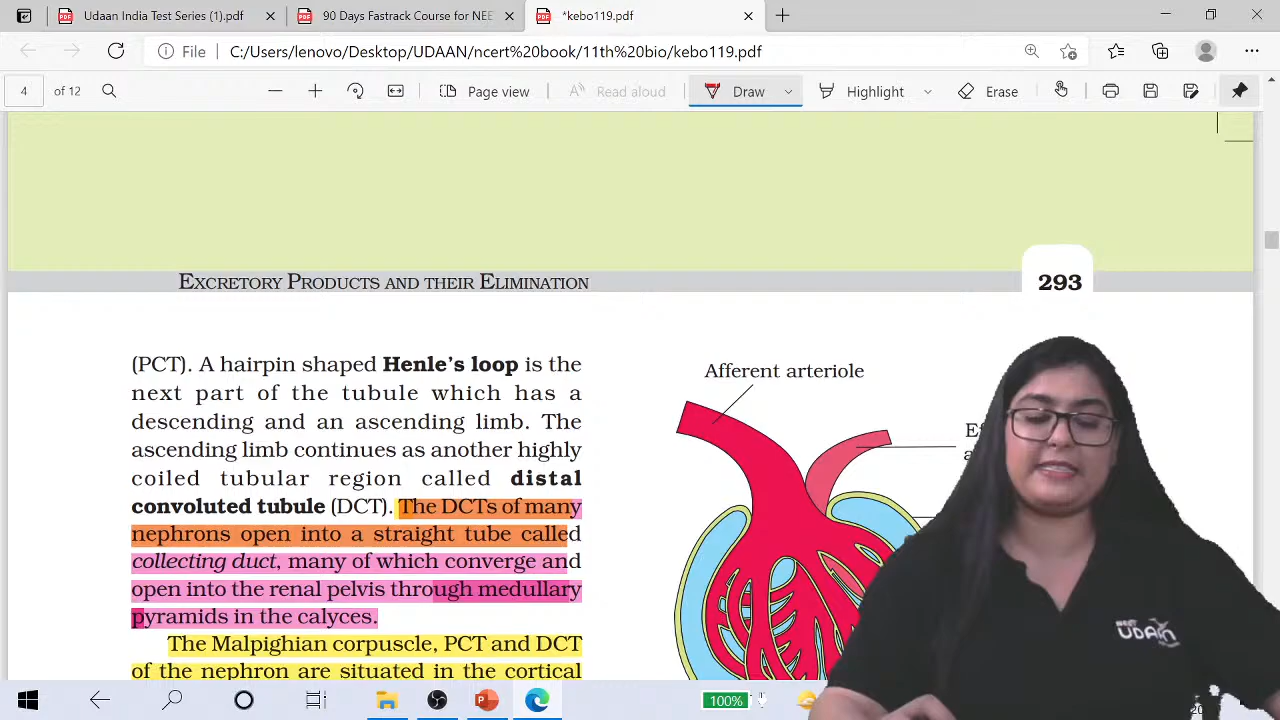 Udaan India Test Series (1).pdf
90 Days Fastrack Course for NEE
*kebo119.pdf
File
C:/Users/lenovo/Desktop/UDAAN/ncert%20book/11th%20bio/kebo119.pdf
4
of 12
Page view
Read aloud
Draw
Highlight
Erase
EXCRETORY PRODUCTS AND THEIR ELIMINATION
293
(PCT). A hairpin shaped Henle's loop is the
next part of the tubule which has a
descending and an ascending limb. The
ascending limb continues as another highly
coiled tubular region called distal
convoluted tubule (DCT). The DCTs of many
nephrons open into a straight tube called
collecting duct, many of which converge and
open into the renal pelvis through medullary
pyramids in the calyces.
The Malpighian corpuscle, PCT and DCT
of the nephron are situated in the cortical
Afferent arteriole
UDAAN
100%